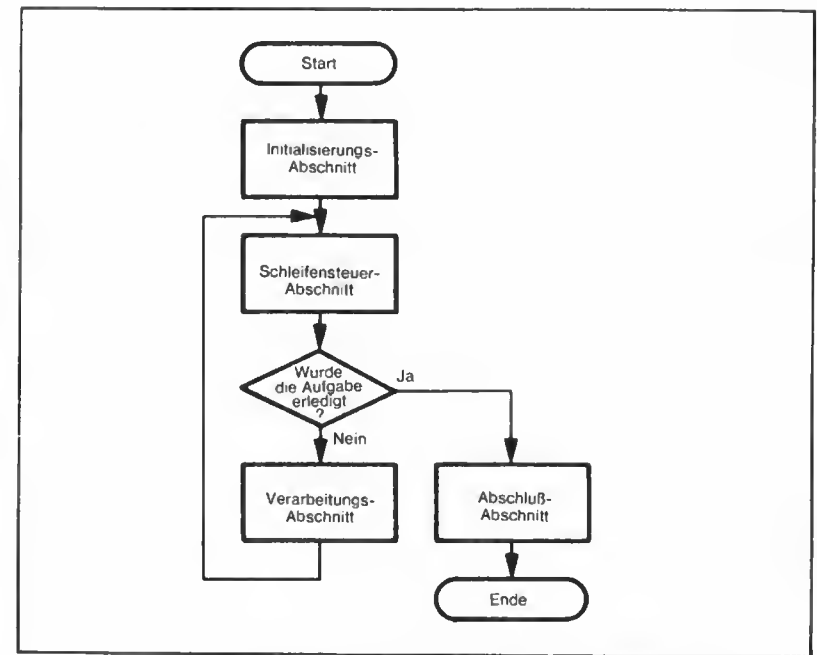 Start
Initialisierungs-
Abschnitt
Schleifensteuer-
Abschnitt
Wurde
die Aufgabe
erledigt
?
Ja
Nein
Verarbeitungs-
Abschnitt
Abschluß-
Abschnitt
Ende